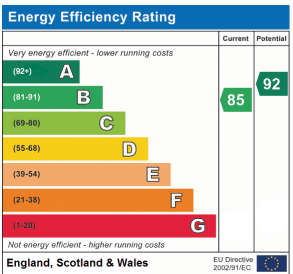 Energy Efficiency Rating
Current Potential
Very energy efficient - lower running costs
(92+) A
(81-91) B
(69-80) C
(55-68) D
(39-54) E
(21-38) F
(1-20) G
85
92
Not energy efficient - higher running costs
England, Scotland & Wales
EU Directive
2002/91/EC